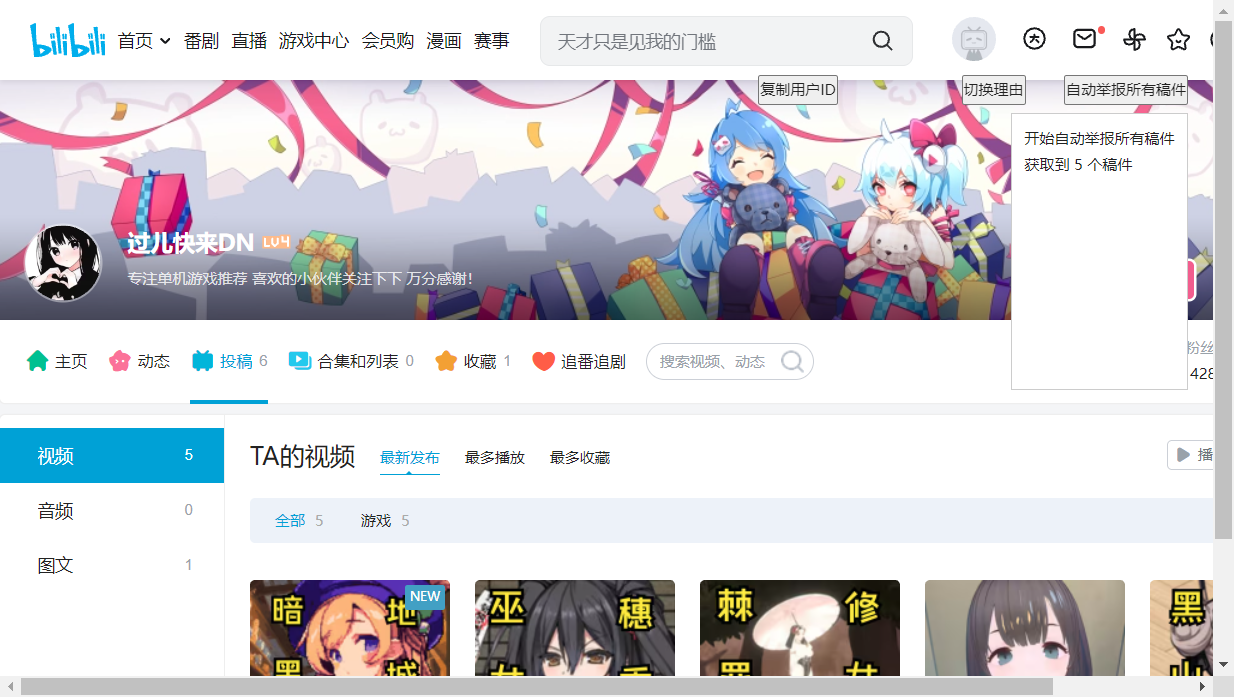 bilibili 首页 番剧 直播 游戏中心 会员购 漫画 赛事 天才只是见我的门槛
复制用户ID 切换理由 自动举报所有稿件
开始自动举报所有稿件
获取到 5 个稿件
过儿快来DN LV4
专注单机游戏推荐 喜欢的小伙伴关注下下 万分感谢!
主页 动态 投稿 6 合集和列表 0 收藏 1 追番追剧 搜索视频、动态
粉丝
428
视频 5
音频 0
图文 1
TA的视频 最新发布 最多播放 最多收藏 播
全部 5 游戏 5
暗 地 NEW
黑 城
巫 穗
女
棘 修
罪 女
黑
山